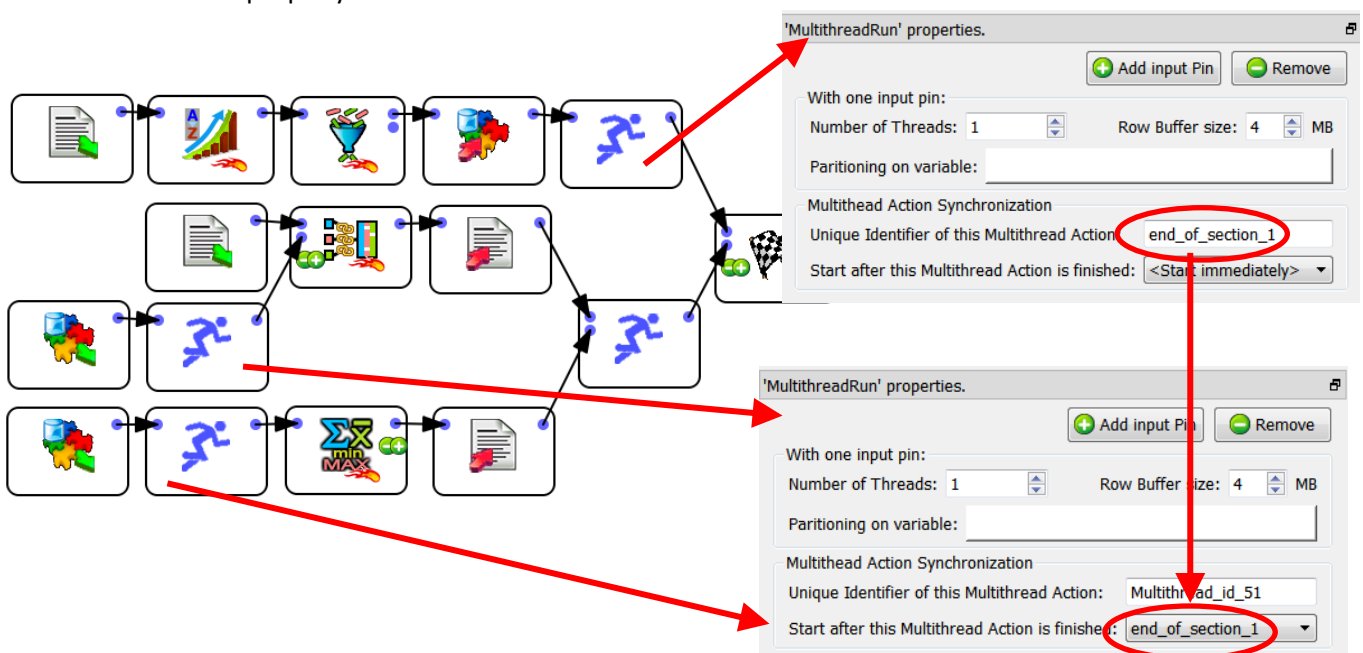 'MultithreadRun' properties.
Add input Pin
Remove
With one input pin:
Number of Threads: 1
Row Buffer size: 4 MB
Paritioning on variable:
Multithead Action Synchronization
Unique Identifier of this Multithread Action: end_of_section_1
Start after this Multithread Action is finished: <Start immediately>
A
Z
Σx̄
min
MAX
'MultithreadRun' properties.
Add input Pin
Remove
With one input pin:
Number of Threads: 1
Row Buffer size: 4 MB
Paritioning on variable:
Multithead Action Synchronization
Unique Identifier of this Multithread Action: Multithread_id_51
Start after this Multithread Action is finished: end_of_section_1